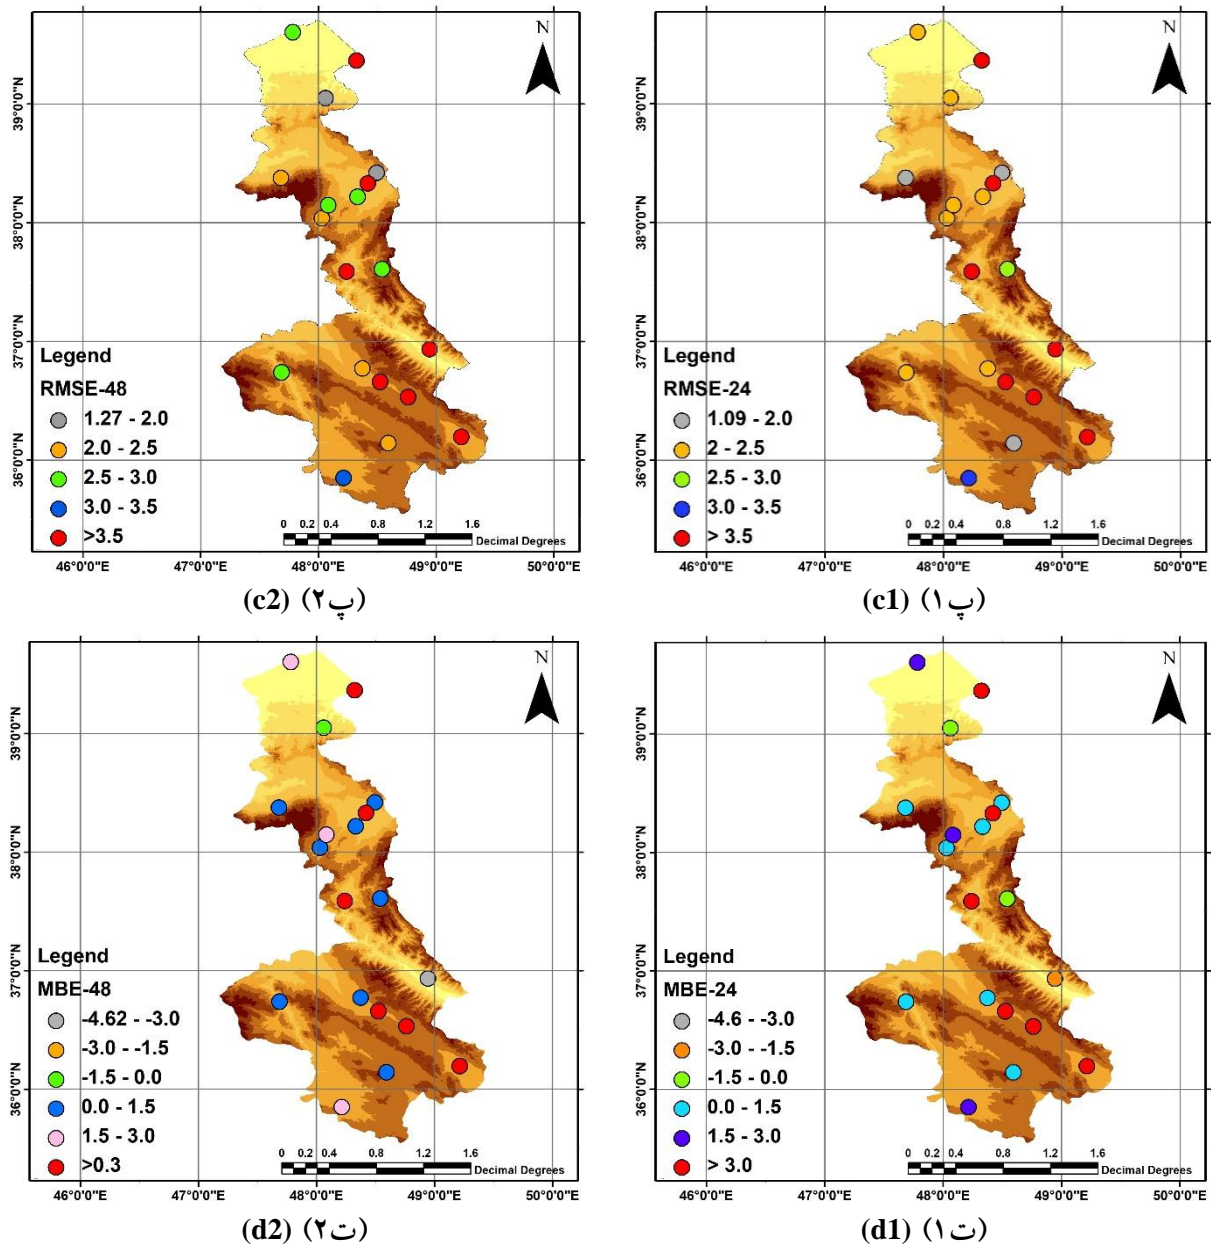 N
39°0'0"N
38°0'0"N
37°0'0"N
36°0'0"N
Legend
RMSE-48
1.27 - 2.0
2.0 - 2.5
2.5 - 3.0
3.0 - 3.5
>3.5
0 0.2 0.4 0.8 1.2 1.6
Decimal Degrees
46°0'0"E 47°0'0"E 48°0'0"E 49°0'0"E 50°0'0"E
(c2) (پ۲)
N
39°0'0"N
38°0'0"N
37°0'0"N
36°0'0"N
Legend
RMSE-24
1.09 - 2.0
2 - 2.5
2.5 - 3.0
3.0 - 3.5
> 3.5
0 0.2 0.4 0.8 1.2 1.6
Decimal Degrees
46°0'0"E 47°0'0"E 48°0'0"E 49°0'0"E 50°0'0"E
(c1) (پ۱)
N
39°0'0"N
38°0'0"N
37°0'0"N
36°0'0"N
Legend
MBE-48
-4.62 - -3.0
-3.0 - -1.5
-1.5 - 0.0
0.0 - 1.5
1.5 - 3.0
>0.3
0 0.2 0.4 0.8 1.2 1.6
Decimal Degrees
46°0'0"E 47°0'0"E 48°0'0"E 49°0'0"E 50°0'0"E
(d2) (ت۲)
N
39°0'0"N
38°0'0"N
37°0'0"N
36°0'0"N
Legend
MBE-24
-4.6 - -3.0
-3.0 - -1.5
-1.5 - 0.0
0.0 - 1.5
1.5 - 3.0
> 3.0
0 0.2 0.4 0.8 1.2 1.6
Decimal Degrees
46°0'0"E 47°0'0"E 48°0'0"E 49°0'0"E 50°0'0"E
(d1) (ت۱)